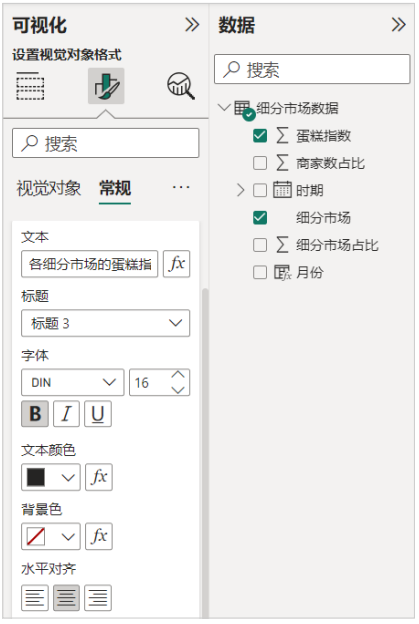 可视化
设置视觉对象格式
搜索
视觉对象 常规 ...
文本
各细分市场的蛋糕指 fx
标题
标题 3
字体
DIN 16
B I U
文本颜色
fx
背景色
fx
水平对齐
数据
搜索
细分市场数据
∑ 蛋糕指数
∑ 商家数占比
时期
细分市场
∑ 细分市场占比
月份